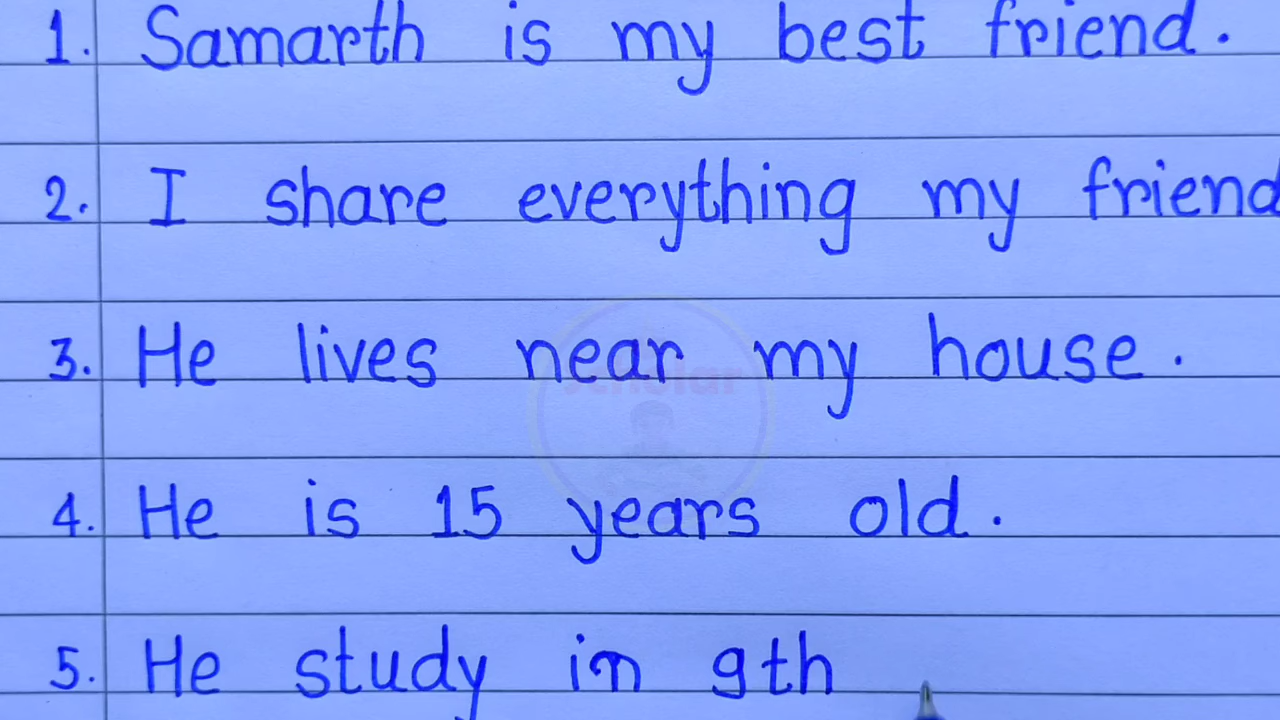 1. Samarth is my best friend.
2. I share everything my friend
3. He lives near my house.
scholar
4. He is 15 years old.
5. He study in 9th